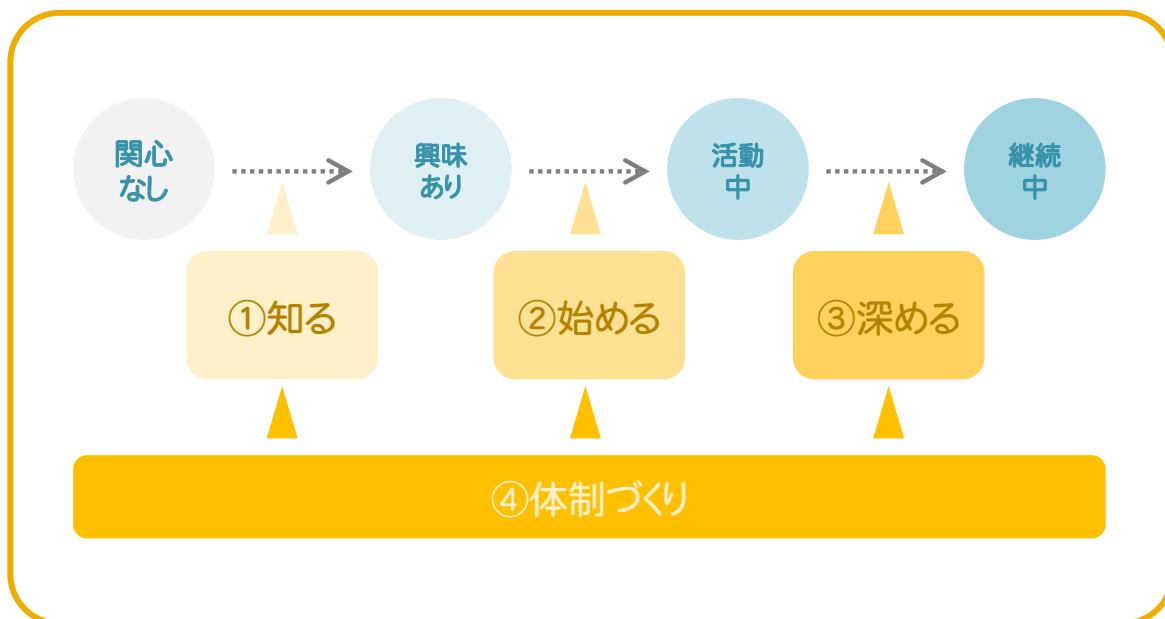 関心
なし
興味
あり
活動
中
継続
中
①知る
②始める
③深める
④体制づくり